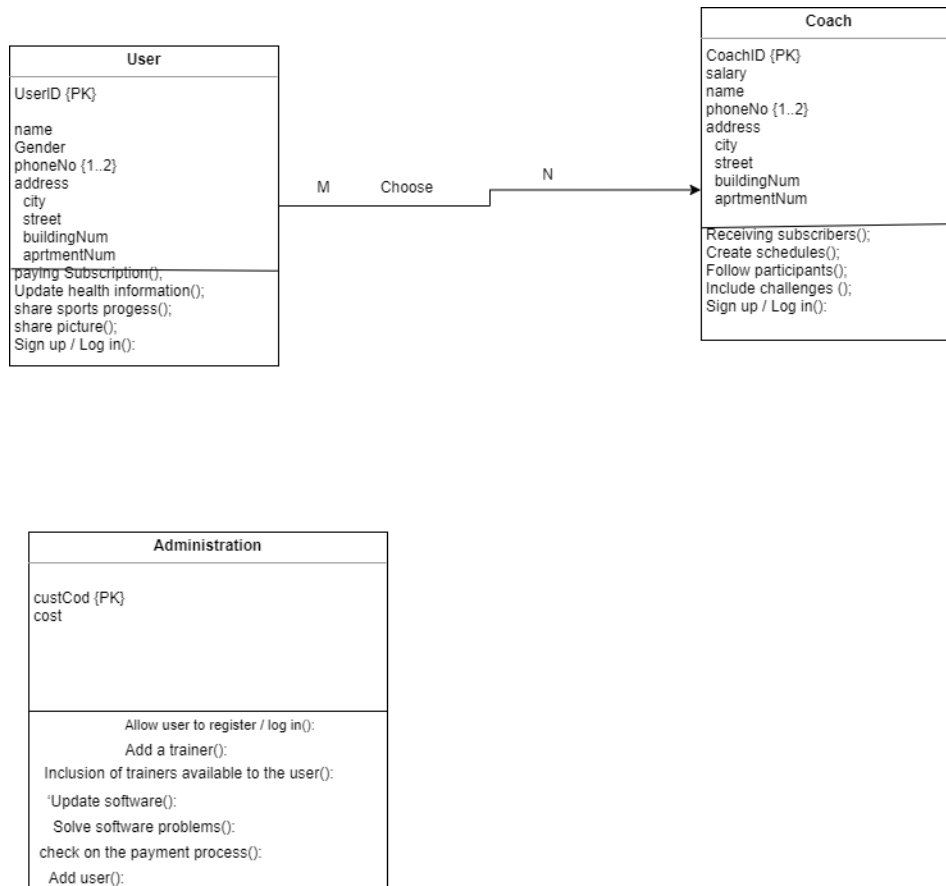 User
UserID {PK}
name
Gender
phoneNo {1..2}
address
city
street
buildingNum
aprtmentNum
paying Subscription();
Update health information();
share sports progess();
share picture();
Sign up / Log in():
M
Choose
N
Coach
CoachID {PK}
salary
name
phoneNo {1..2}
address
city
street
buildingNum
aprtmentNum
Receiving subscribers();
Create schedules();
Follow participants();
Include challenges ();
Sign up / Log in():
Administration
custCod {PK}
cost
Allow user to register / log in():
Add a trainer():
Inclusion of trainers available to the user():
'Update software():
Solve software problems():
check on the payment process():
Add user():